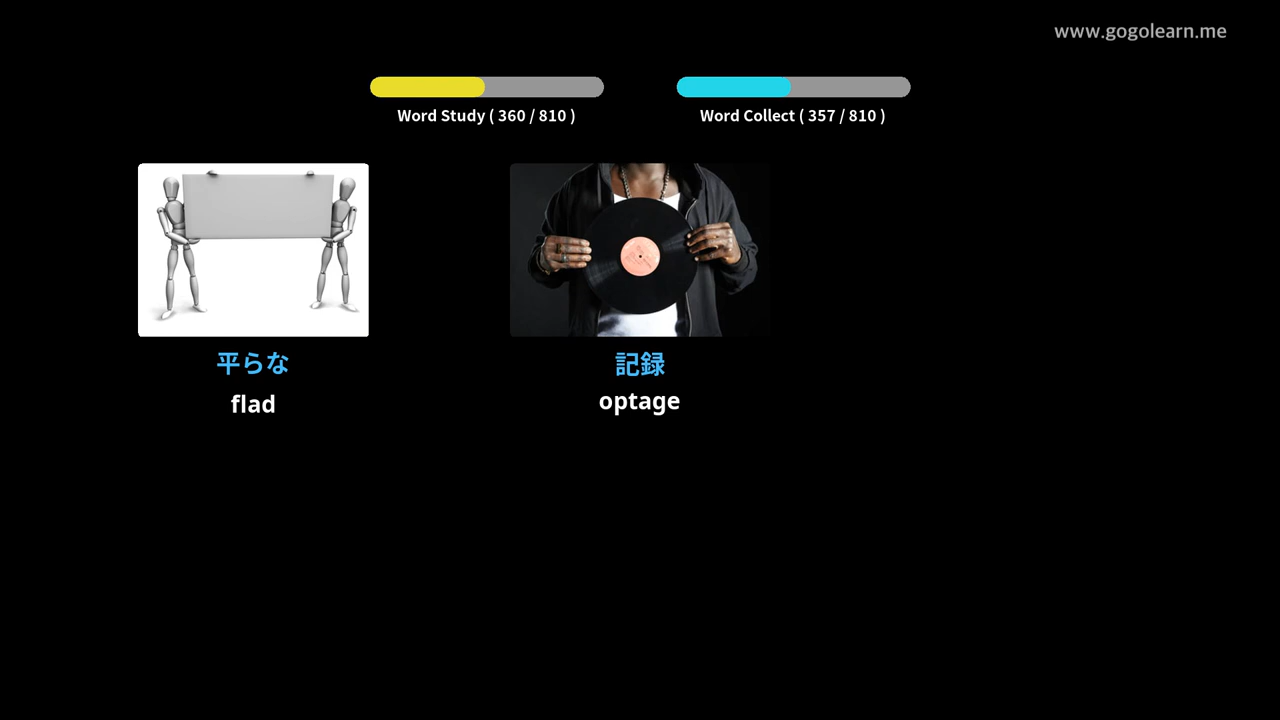 www.gogolearn.me
Word Study ( 360 / 810 )
Word Collect ( 357 / 810 )
平らな
flad
記録
optage